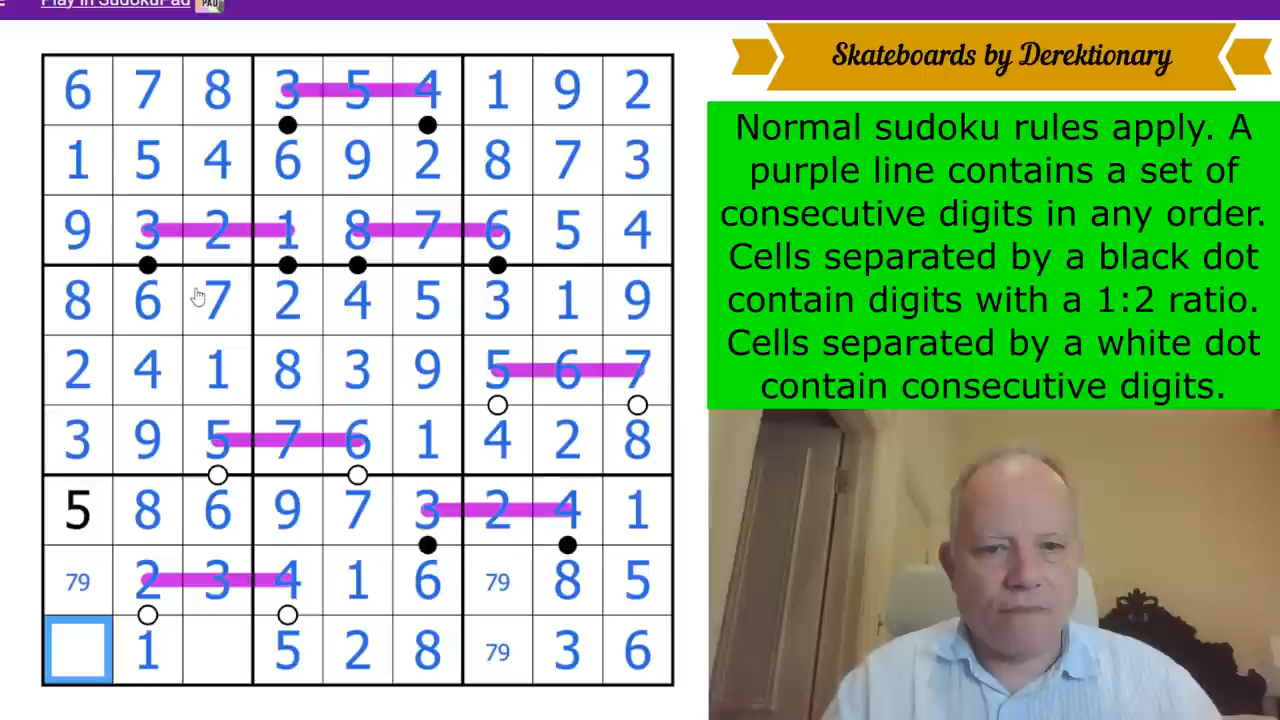 Play in SudokuPad
PAD
Skateboards by Derektionary
Normal sudoku rules apply. A
purple line contains a set of
consecutive digits in any order.
Cells separated by a black dot
contain digits with a 1:2 ratio.
Cells separated by a white dot
contain consecutive digits.
6 7 8 3 5 4 1 9 2
1 5 4 6 9 2 8 7 3
9 3 2 1 8 7 6 5 4
8 6 7 2 4 5 3 1 9
2 4 1 8 3 9 5 6 7
3 9 5 7 6 1 4 2 8
5 8 6 9 7 3 2 4 1
79 2 3 4 1 6 79 8 5
1 5 2 8 79 3 6